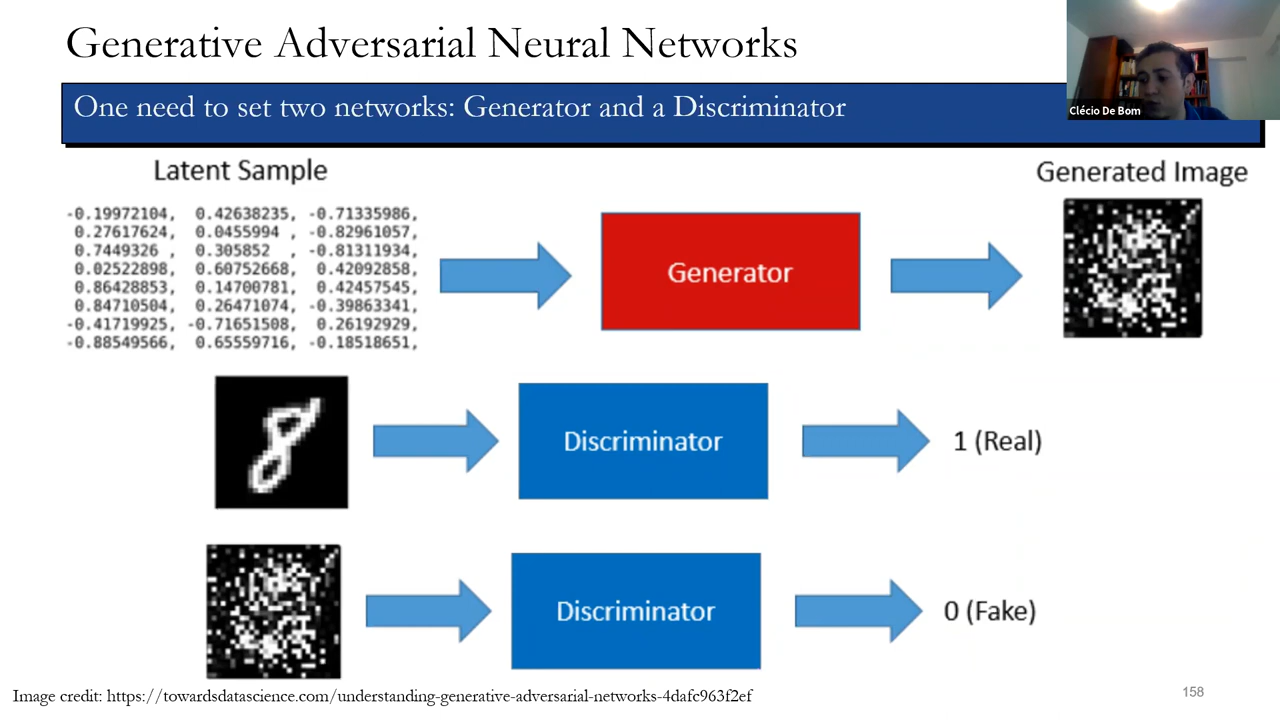 Generative Adversarial Neural Networks
One need to set two networks: Generator and a Discriminator
Clécio De Bom
Latent Sample
Generated Image
-0.19972104, 0.42638235, -0.71335986,
0.27617624, 0.0455994 , -0.82961057,
0.7449326 , 0.305852 , -0.81311934,
0.02522898, 0.60752668, 0.42092858,
0.86428853, 0.14700781, 0.42457545,
0.84710504, 0.26471074, -0.39863341,
-0.41719925, -0.71651508, 0.26192929,
-0.88549566, 0.65559716, -0.18518651,
Generator
Discriminator
1 (Real)
Discriminator
0 (Fake)
Image credit: https://towardsdatascience.com/understanding-generative-adversarial-networks-4dafc963f2ef
158